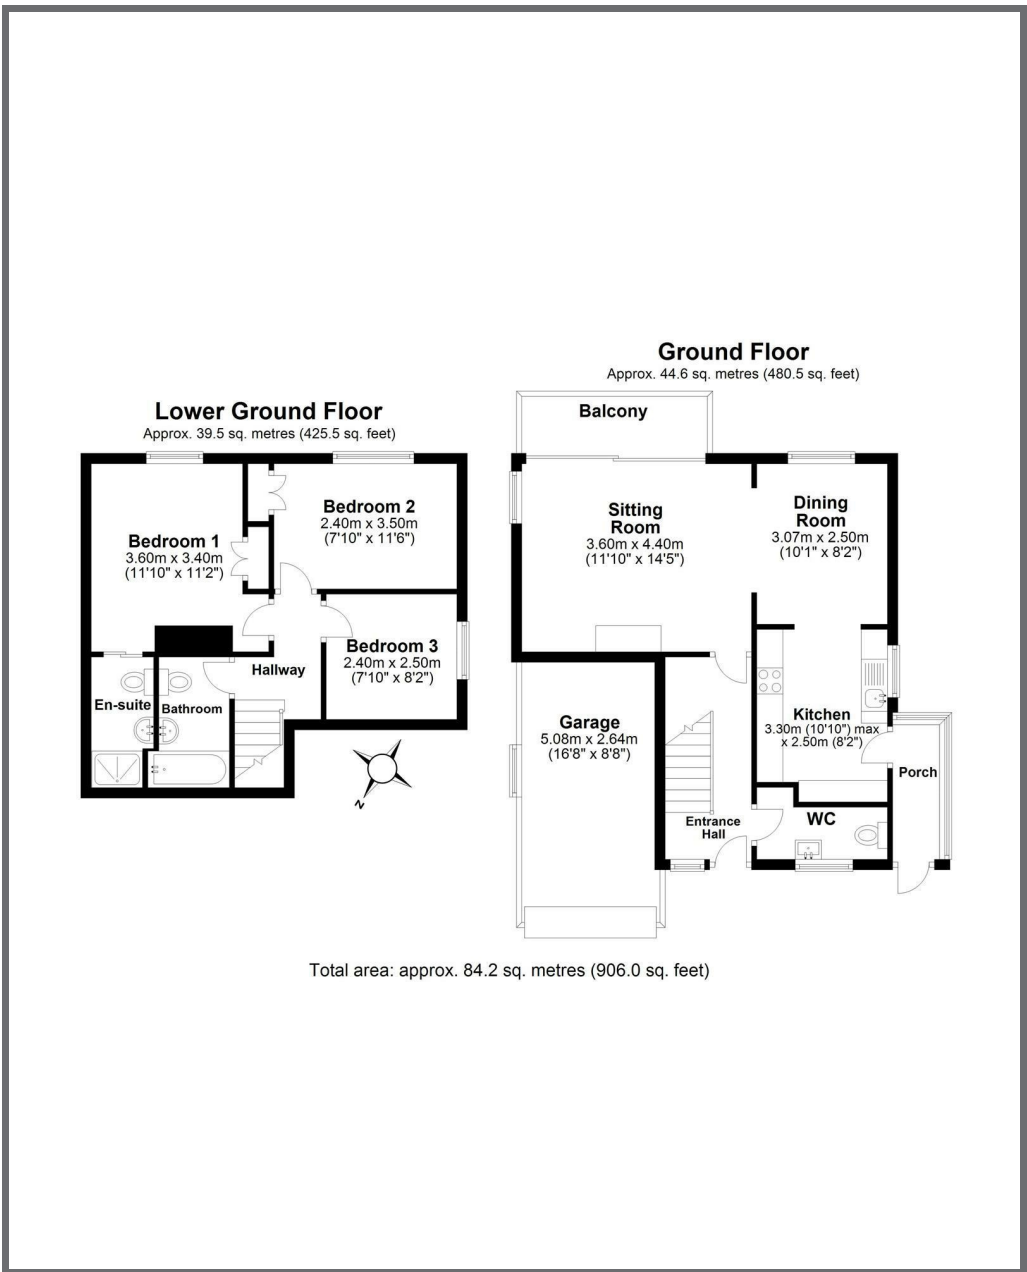 Ground Floor
Approx. 44.6 sq. metres (480.5 sq. feet)
Balcony
Sitting
Room
3.60m x 4.40m
(11'10" x 14'5")
Dining
Room
3.07m x 2.50m
(10'1" x 8'2")
Kitchen
3.30m (10'10") max
x 2.50m (8'2")
Garage
5.08m x 2.64m
(16'8" x 8'8")
Porch
Entrance
Hall
WC
Lower Ground Floor
Approx. 39.5 sq. metres (425.5 sq. feet)
Bedroom 2
2.40m x 3.50m
(7'10" x 11'6")
Bedroom 1
3.60m x 3.40m
(11'10" x 11'2")
Bedroom 3
2.40m x 2.50m
(7'10" x 8'2")
Hallway
En-suite
Bathroom
N
Total area: approx. 84.2 sq. metres (906.0 sq. feet)